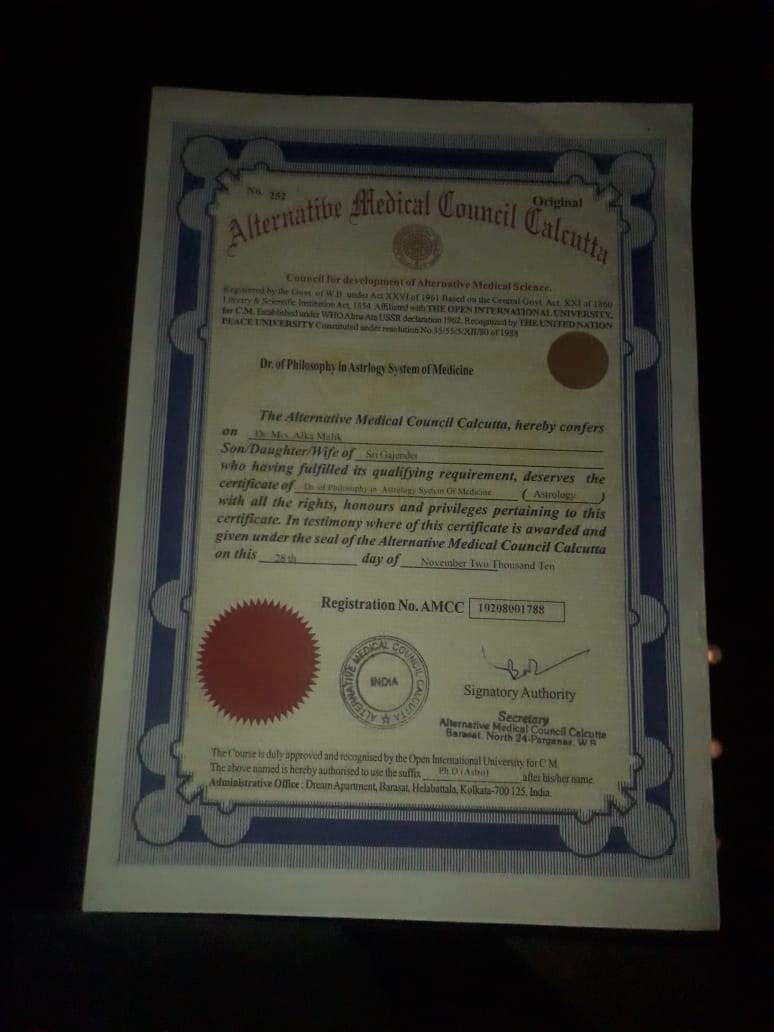 No. 252
Original
Alternative Medical Council Calcutta
Council for development of Alternative Medical Science.
Registered by the Govt. of W.B. under Act XXVI of 1961 Based on the Central Govt. Act. XXI of 1860
Literery & Scientific Institution Act, 1854. Affiliated with THE OPEN INTERNATIONAL UNIVERSITY,
for C.M. Established under WHO Alma Ata USSR declaration 1962. Recognized by THE UNITED NATION
PEACE UNIVERSITY Constituted under resolution No 35/55/5/XII/80 of 1988
Dr. of Philosophy in Astrlogy System of Medicine
The Alternative Medical Council Calcutta, hereby confers
on Dr. Mrs. Alka Malik
Son/Daughter/Wife of Sri Gajender
who having fulfilled its qualifying requirement, deserves the
certificate of Dr. of Philosophy in Astrology System Of Medicine ( Astrology )
with all the rights, honours and privileges pertaining to this
certificate. In testimony where of this certificate is awarded and
given under the seal of the Alternative Medical Council Calcutta
on this 28 th day of November Two Thousand Ten
Registration No. AMCC 10208001788
ALTERNATIVE MEDICAL COUNCIL CALCUTTA
INDIA
Signatory Authority
Secretary
Alternative Medical Council Calcutte
Barasat, North 24-Parganas, W.B
The Course is duly approved and recognised by the Open International University for C.M.
The above named is hereby authorised to use the suffix Ph.D (Astro) after his/her name.
Administrative Office : Dream Apartment, Barasat, Helabattala, Kolkata-700 125, India.